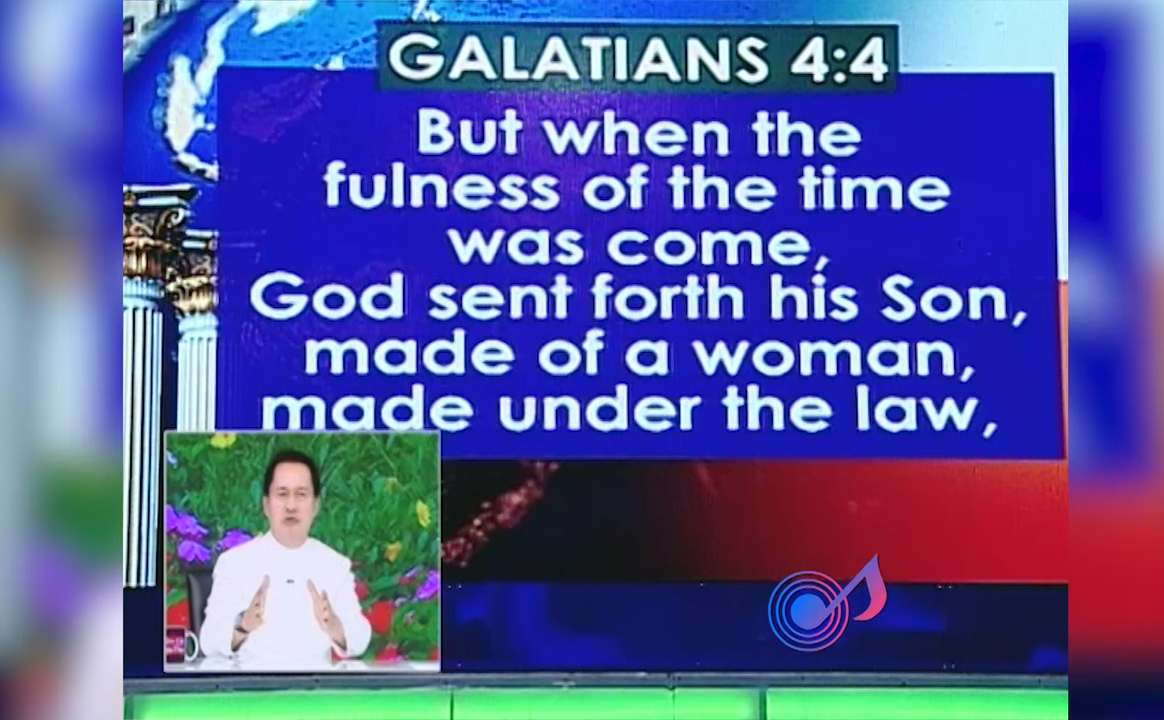 GALATIANS 4:4
But when the
fulness of the time
was come,
God sent forth his Son,
made of a woman,
made under the law,